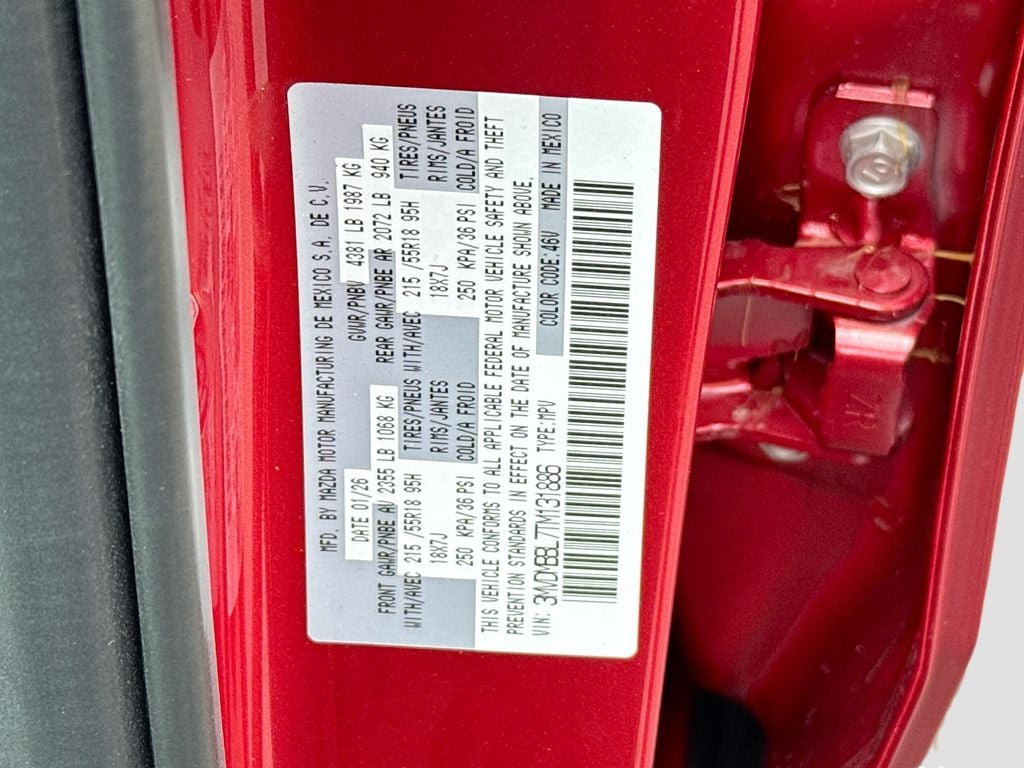 MFD. BY MAZDA MOTOR MANUFACTURING DE MEXICO S.A. DE C.V.
DATE 01/26 GVWR/PNBV 4381 LB 1987 KG
FRONT GAWR/PNBE AV 2355 LB 1068 KG REAR GAWR/PNBE AR 2072 LB 940 KG
WITH/AVEC 215 /55R18 95H TIRES/PNEUS WITH/AVEC 215 /55R18 95H TIRES/PNEUS
18X7J RIMS/JANTES 18X7J RIMS/JANTES
250 KPA/36PSI COLD/A FROID 250 KPA/36PSI COLD/A FROID
THIS VEHICLE CONFORMS TO ALL APPLICABLE FEDERAL MOTOR VEHICLE SAFETY AND THEFT
PREVENTION STANDARDS IN EFFECT ON THE DATE OF MANUFACTURE SHOWN ABOVE.
VIN: 3MVDMBBL7TM131886 TYPE:MPV COLOR CODE:46V MADE IN MEXICO